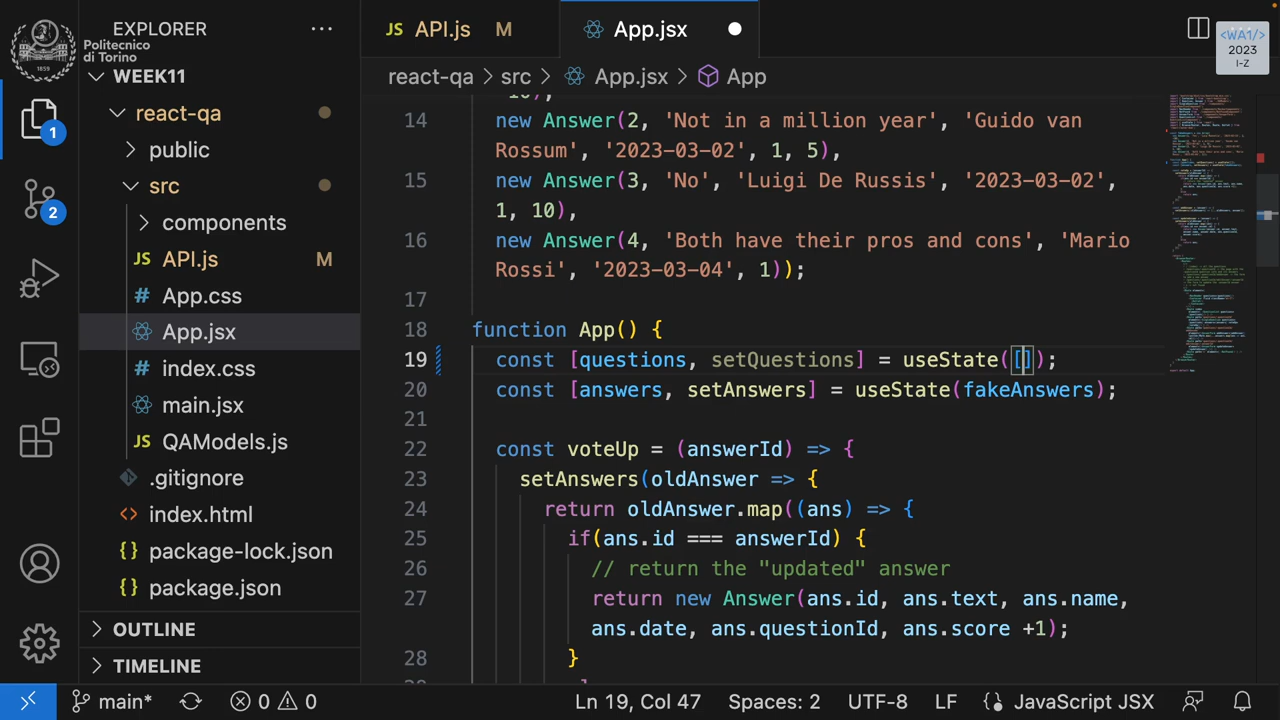 EXPLORER
Politecnico
di Torino
1859
WEEK11
react-qa
public
src
components
JS API.js M
# App.css
App.jsx
# index.css
main.jsx
JS QAModels.js
.gitignore
<> index.html
{} package-lock.json
{} package.json
OUTLINE
TIMELINE
1
2
JS API.js M
App.jsx
<WA1/>
2023
I-Z
react-qa > src > App.jsx > App
10),
14 new Answer(2, 'Not in a million year', 'Guido van
Rossum', '2023-03-02', 1, 5),
15 new Answer(3, 'No', 'Luigi De Russis', '2023-03-02',
1, 10),
16 new Answer(4, 'Both have their pros and cons', 'Mario
Rossi', '2023-03-04', 1));
17
18 function App() {
19 const [questions, setQuestions] = useState([]);
20 const [answers, setAnswers] = useState(fakeAnswers);
21
22 const voteUp = (answerId) => {
23 setAnswers(oldAnswer => {
24 return oldAnswer.map((ans) => {
25 if(ans.id === answerId) {
26 // return the "updated" answer
27 return new Answer(ans.id, ans.text, ans.name,
ans.date, ans.questionId, ans.score +1);
28 }
main* 0 0 Ln 19, Col 47 Spaces: 2 UTF-8 LF {} JavaScript JSX